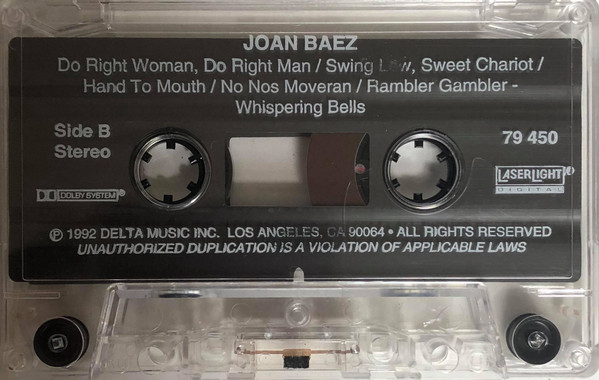 JOAN BAEZ
Do Right Woman, Do Right Man / Swing Low, Sweet Chariot /
Hand To Mouth / No Nos Moveran / Rambler Gambler -
Whispering Bells
Side B
Stereo
79 450
DOLBY SYSTEM®
LASERLIGHT®
DIGITAL
℗ 1992 DELTA MUSIC INC. LOS ANGELES, CA 90064 • ALL RIGHTS RESERVED
UNAUTHORIZED DUPLICATION IS A VIOLATION OF APPLICABLE LAWS